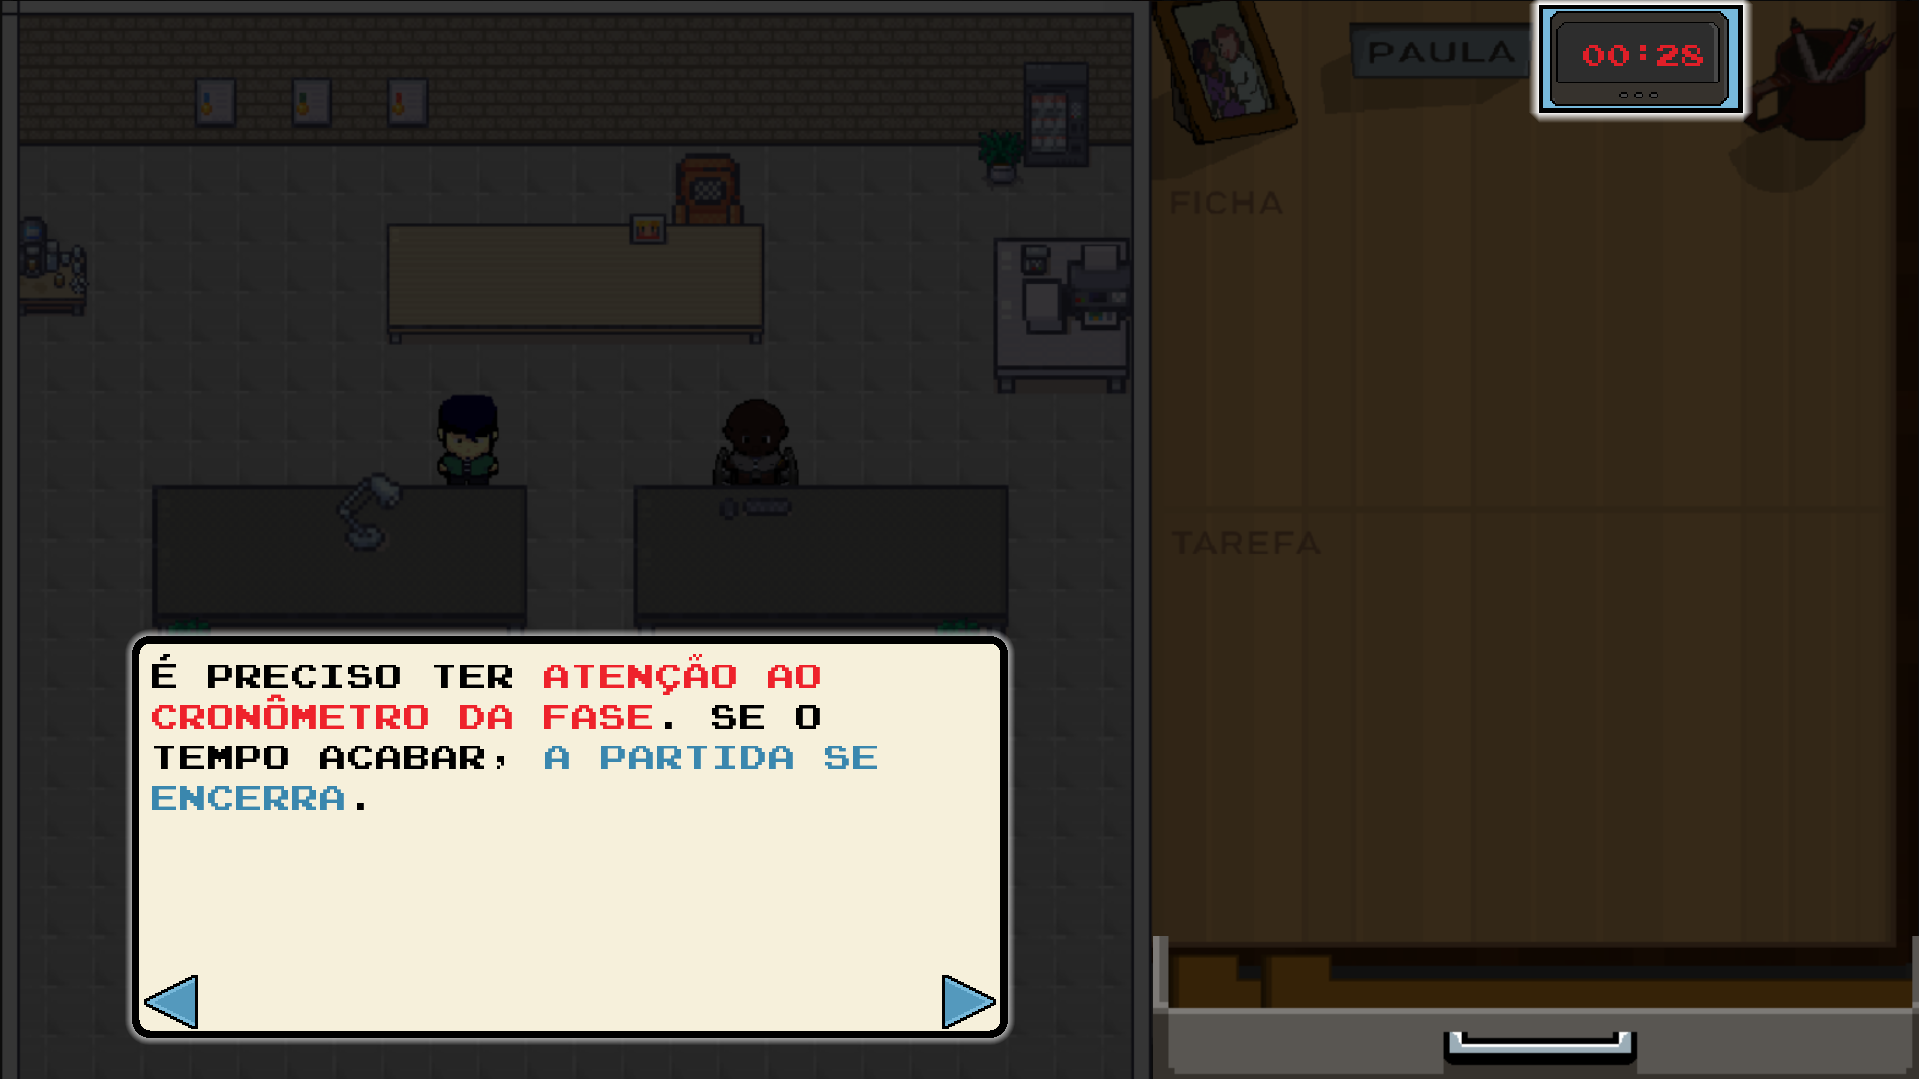 PAULA
00:28
FICHA
TAREFA
É PRECISO TER ATENÇÃO AO
CRONÔMETRO DA FASE. SE O
TEMPO ACABAR, A PARTIDA SE
ENCERRA.